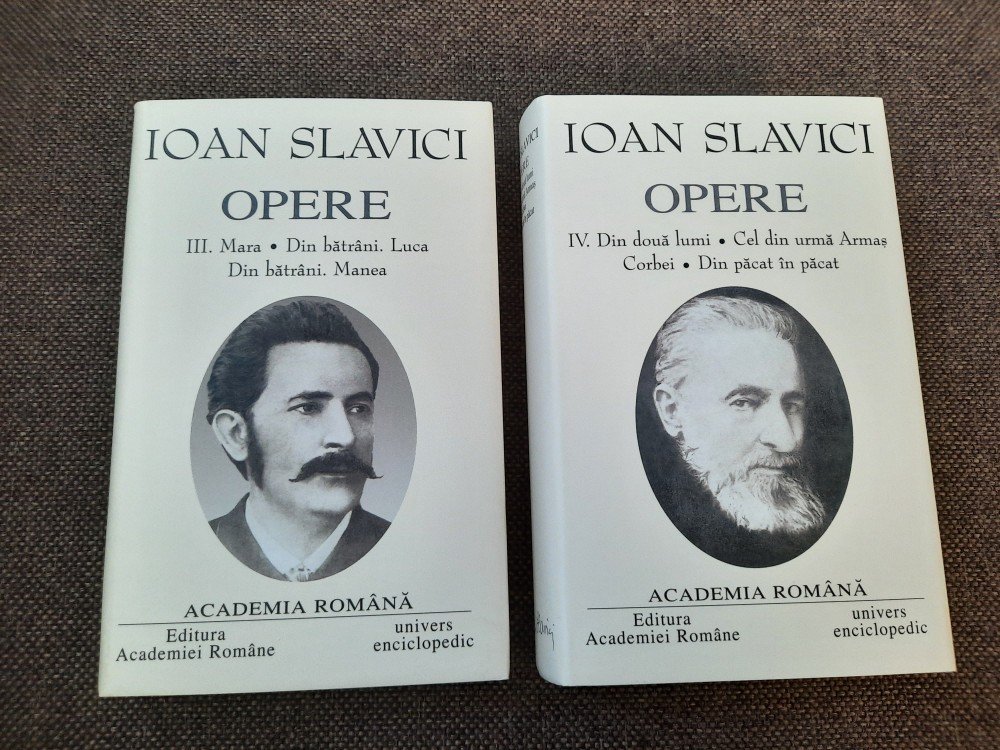 IOAN SLAVICI
OPERE
III. Mara • Din bătrâni. Luca
Din bătrâni. Manea
ACADEMIA ROMÂNĂ
Editura
Academiei Române
univers
enciclopedic
IOAN SLAVICI
OPERE
IV. Din două lumi • Cel din urmă Armaș
Corbei • Din păcat în păcat
ACADEMIA ROMÂNĂ
Editura
Academiei Române
univers
enciclopedic